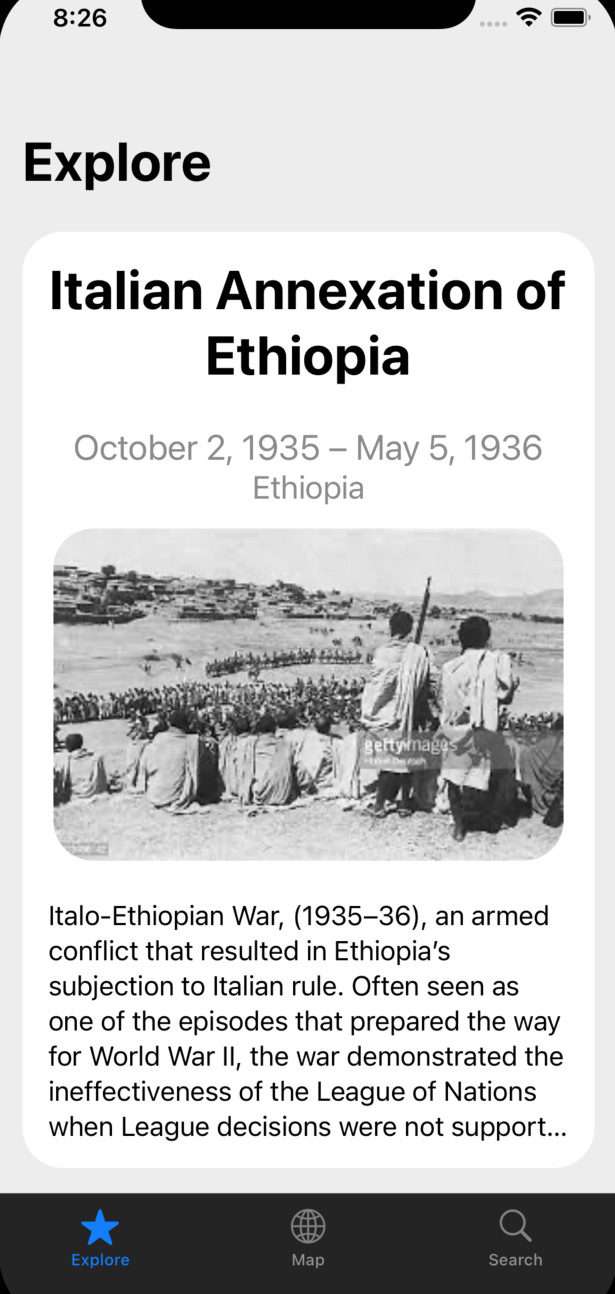 8:26
Explore
Italian Annexation of
Ethiopia
October 2, 1935 – May 5, 1936
Ethiopia
gettyimages
Italo-Ethiopian War, (1935–36), an armed
conflict that resulted in Ethiopia’s
subjection to Italian rule. Often seen as
one of the episodes that prepared the way
for World War II, the war demonstrated the
ineffectiveness of the League of Nations
when League decisions were not support...
Explore
Map
Search